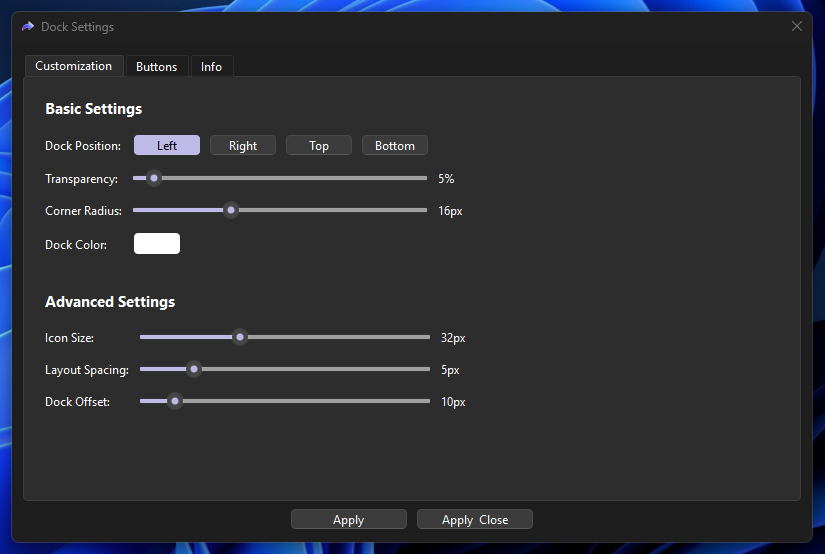 Dock Settings
Customization Buttons Info
Basic Settings
Dock Position: Left Right Top Bottom
Transparency: 5%
Corner Radius: 16px
Dock Color:
Advanced Settings
Icon Size: 32px
Layout Spacing: 5px
Dock Offset: 10px
Apply Apply Close